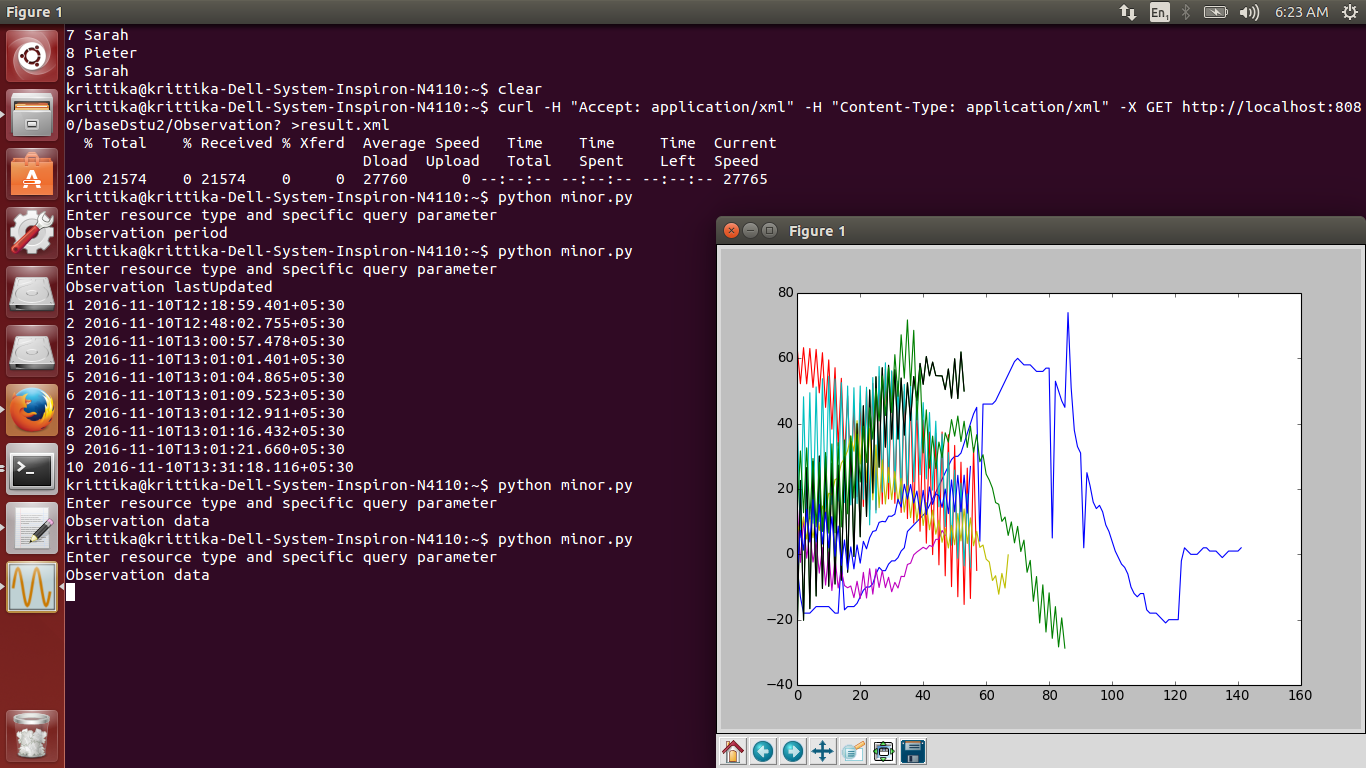 Figure 1
En1
6:23 AM
7 Sarah
8 Pieter
8 Sarah
krittika@krittika-Dell-System-Inspiron-N4110:~$ clear
krittika@krittika-Dell-System-Inspiron-N4110:~$ curl -H "Accept: application/xml" -H "Content-Type: application/xml" -X GET http://localhost:808
0/baseDstu2/Observation? >result.xml
% Total % Received % Xferd Average Speed Time Time Time Current
Dload Upload Total Spent Left Speed
100 21574 0 21574 0 0 27760 0 --:--:-- --:--:-- --:--:-- 27765
krittika@krittika-Dell-System-Inspiron-N4110:~$ python minor.py
Enter resource type and specific query parameter
Observation period
krittika@krittika-Dell-System-Inspiron-N4110:~$ python minor.py
Enter resource type and specific query parameter
Observation lastUpdated
1 2016-11-10T12:18:59.401+05:30
2 2016-11-10T12:48:02.755+05:30
3 2016-11-10T13:00:57.478+05:30
4 2016-11-10T13:01:01.401+05:30
5 2016-11-10T13:01:04.865+05:30
6 2016-11-10T13:01:09.523+05:30
7 2016-11-10T13:01:12.911+05:30
8 2016-11-10T13:01:16.432+05:30
9 2016-11-10T13:01:21.660+05:30
10 2016-11-10T13:31:18.116+05:30
krittika@krittika-Dell-System-Inspiron-N4110:~$ python minor.py
Enter resource type and specific query parameter
Observation data
krittika@krittika-Dell-System-Inspiron-N4110:~$ python minor.py
Enter resource type and specific query parameter
Observation data
Figure 1
80
60
40
20
0
−20
−40
0 20 40 60 80 100 120 140 160